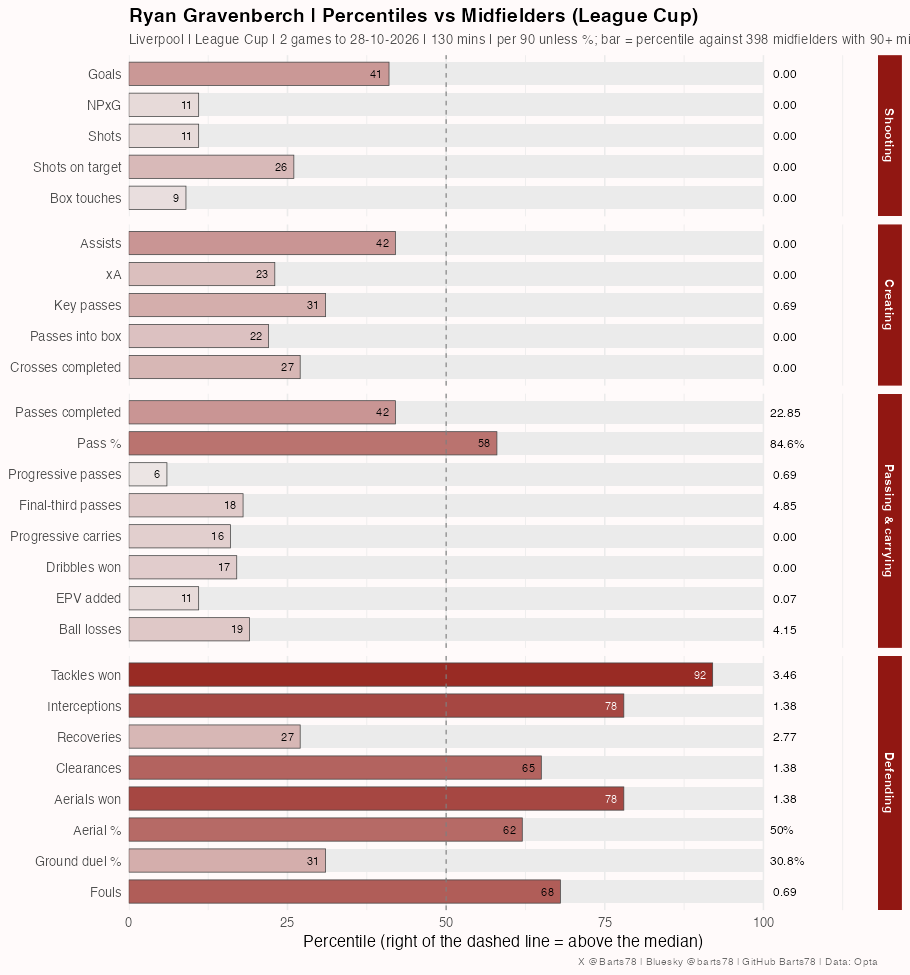 Ryan Gravenberch | Percentiles vs Midfielders (League Cup)
Liverpool | League Cup | 2 games to 28-10-2026 | 130 mins | per 90 unless %; bar = percentile against 398 midfielders with 90+ mi
Goals 41 0.00
NPxG 11 0.00
Shots 11 0.00
Shots on target 26 0.00
Box touches 9 0.00
Shooting
Assists 42 0.00
xA 23 0.00
Key passes 31 0.69
Passes into box 22 0.00
Crosses completed 27 0.00
Creating
Passes completed 42 22.85
Pass % 58 84.6%
Progressive passes 6 0.69
Final-third passes 18 4.85
Progressive carries 16 0.00
Dribbles won 17 0.00
EPV added 11 0.07
Ball losses 19 4.15
Passing & carrying
Tackles won 92 3.46
Interceptions 78 1.38
Recoveries 27 2.77
Clearances 65 1.38
Aerials won 78 1.38
Aerial % 62 50%
Ground duel % 31 30.8%
Fouls 68 0.69
Defending
0 25 50 75 100
Percentile (right of the dashed line = above the median)
X @Barts78 | Bluesky @barts78 | GitHub Barts78 | Data: Opta